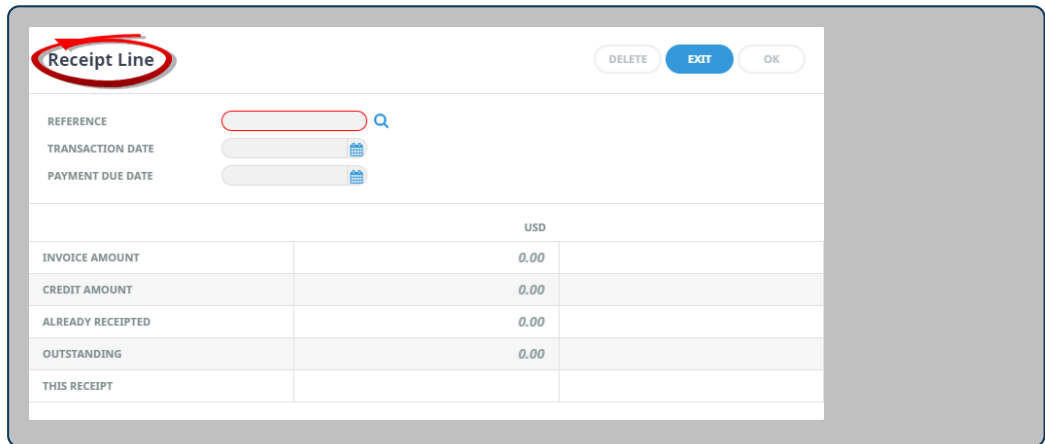 Receipt Line
DELETE EXIT OK
REFERENCE
TRANSACTION DATE
PAYMENT DUE DATE
USD
INVOICE AMOUNT 0.00
CREDIT AMOUNT 0.00
ALREADY RECEIPTED 0.00
OUTSTANDING 0.00
THIS RECEIPT